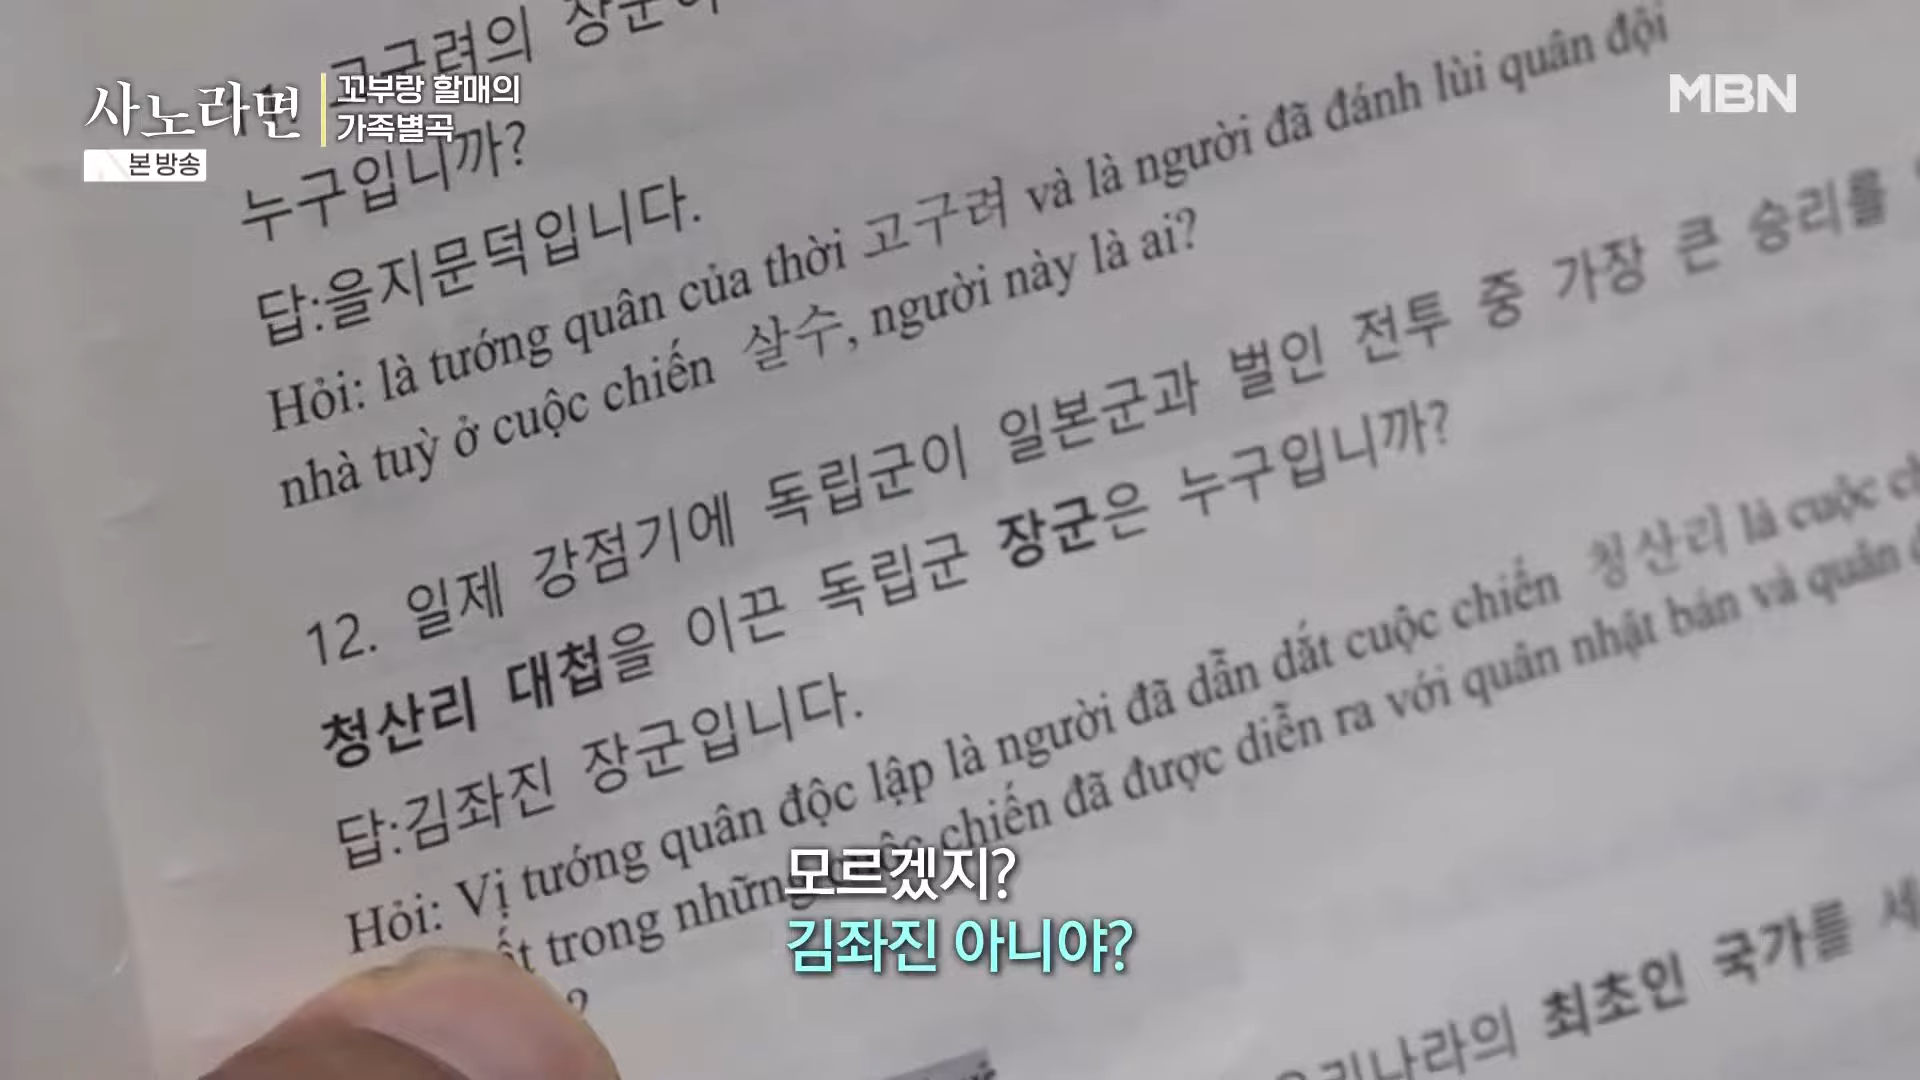 사노라면
꼬부랑 할매의
가족별곡
본방송
MBN
고구려의 장군이
누구입니까?
답:을지문덕입니다.
Hỏi: là tướng quân của thời 고구려 và là người đã đánh lùi quân đội
nhà tuỳ ở cuộc chiến 살수, người này là ai?
12. 일제 강점기에 독립군이 일본군과 벌인 전투 중 가장 큰 승리를
청산리 대첩을 이끈 독립군 장군은 누구입니까?
답:김좌진 장군입니다.
Hỏi: Vị tướng quân độc lập là người đã dẫn dắt cuộc chiến 청산리 là cuộc
trong những cuộc chiến đã được diễn ra với quân nhật bán và quân
최초인 국가를
모르겠지?
김좌진 아니야?